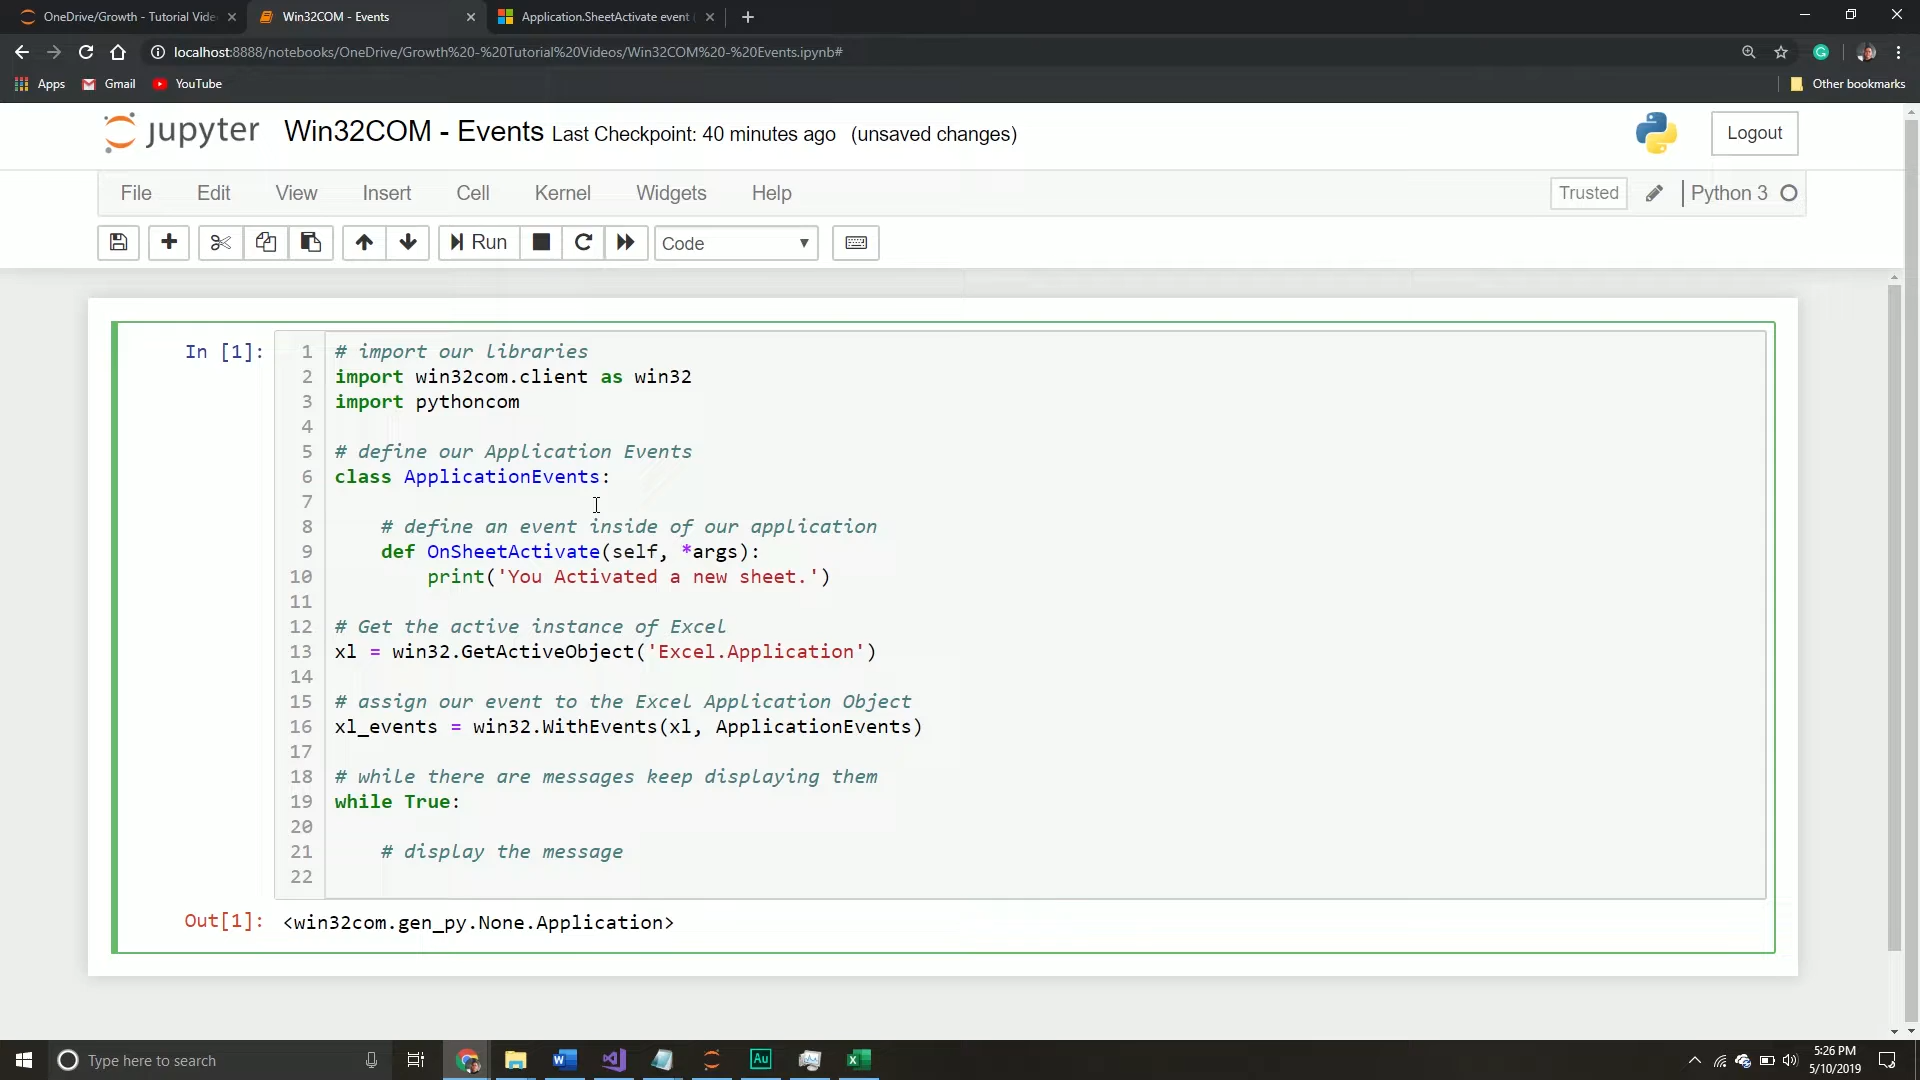 OneDrive/Growth - Tutorial Vide
Win32COM - Events
Application.SheetActivate event
localhost:8888/notebooks/OneDrive/Growth%20-%20Tutorial%20Videos/Win32COM%20-%20Events.ipynb#
Apps
Gmail
YouTube
Other bookmarks
jupyter
Win32COM - Events
Last Checkpoint: 40 minutes ago
(unsaved changes)
Logout
File
Edit
View
Insert
Cell
Kernel
Widgets
Help
Trusted
Python 3
Run
Code
In [1]:
1 # import our libraries
2 import win32com.client as win32
3 import pythoncom
4
5 # define our Application Events
6 class ApplicationEvents:
7
8 # define an event inside of our application
9 def OnSheetActivate(self, *args):
10 print('You Activated a new sheet.')
11
12 # Get the active instance of Excel
13 xl = win32.GetActiveObject('Excel.Application')
14
15 # assign our event to the Excel Application Object
16 xl_events = win32.WithEvents(xl, ApplicationEvents)
17
18 # while there are messages keep displaying them
19 while True:
20
21 # display the message
22
Out[1]: <win32com.gen_py.None.Application>
Type here to search
Au
5:26 PM
5/10/2019